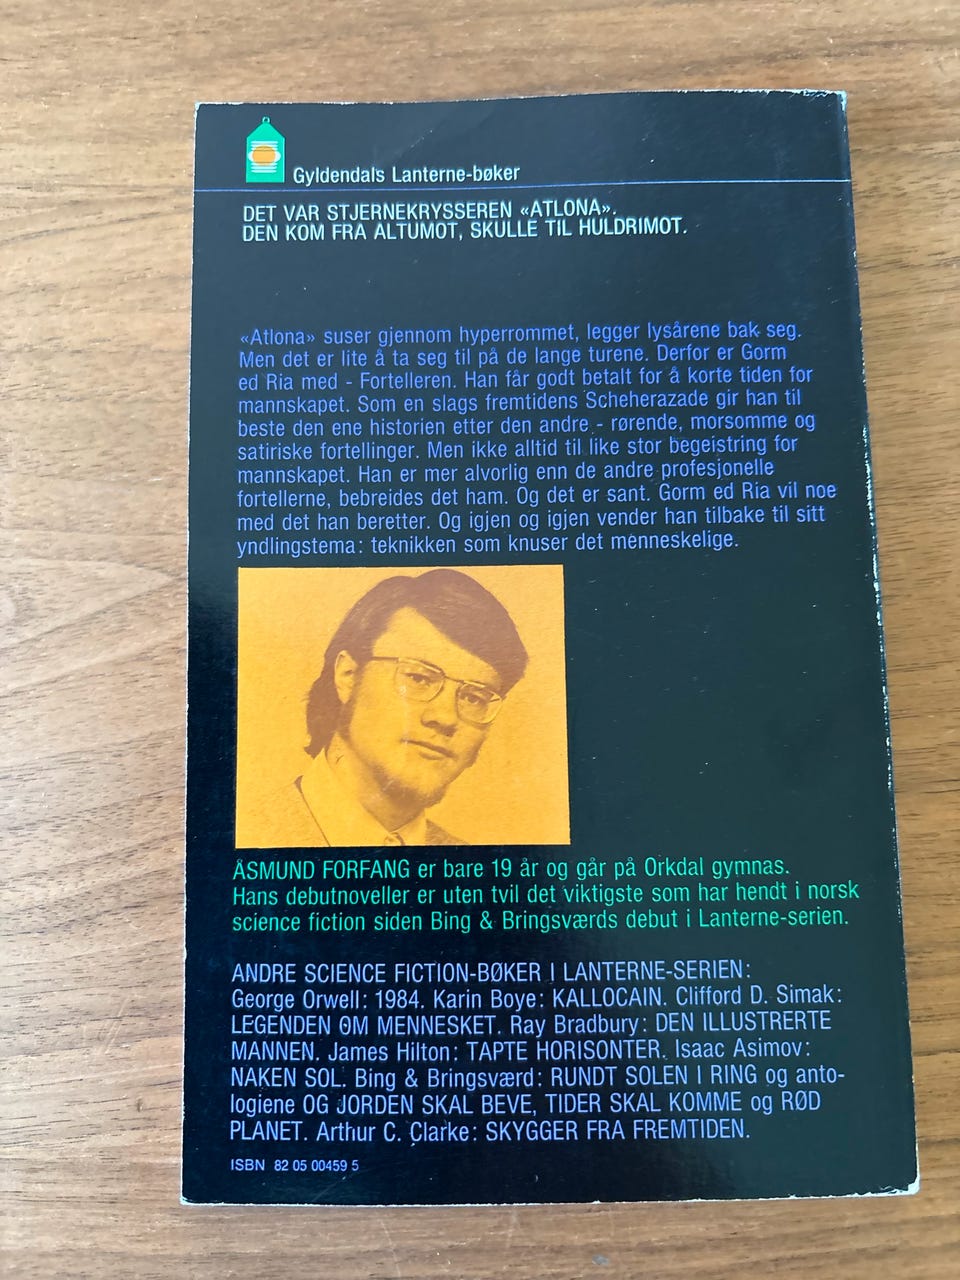 Gyldendals Lanterne-bøker
DET VAR STJERNEKRYSSEREN «ATLONA».
DEN KOM FRA ALTUMOT, SKULLE TIL HULDRIMOT.
«Atlona» suser gjennom hyperrommet, legger lysårene bak seg.
Men det er lite å ta seg til på de lange turene. Derfor er Gorm
ed Ria med - Fortelleren. Han får godt betalt for å korte tiden for
mannskapet. Som en slags fremtidens Scheherazade gir han til
beste den ene historien etter den andre - rørende, morsomme og
satiriske fortellinger. Men ikke alltid til like stor begeistring for
mannskapet. Han er mer alvorlig enn de andre profesjonelle
fortellerne, bebreides det ham. Og det er sant. Gorm ed Ria vil noe
med det han beretter. Og igjen og igjen vender han tilbake til sitt
yndlingstema: teknikken som knuser det menneskelige.
ÅSMUND FORFANG er bare 19 år og går på Orkdal gymnas.
Hans debutnoveller er uten tvil det viktigste som har hendt i norsk
science fiction siden Bing & Bringsværds debut i Lanterne-serien.
ANDRE SCIENCE FICTION-BØKER I LANTERNE-SERIEN:
George Orwell: 1984. Karin Boye: KALLOCAIN. Clifford D. Simak:
LEGENDEN OM MENNESKET. Ray Bradbury: DEN ILLUSTRERTE
MANNEN. James Hilton: TAPTE HORISONTER. Isaac Asimov:
NAKEN SOL. Bing & Bringsværd: RUNDT SOLEN I RING og anto-
logiene OG JORDEN SKAL BEVE, TIDER SKAL KOMME og RØD
PLANET. Arthur C. Clarke: SKYGGER FRA FREMTIDEN.
ISBN 82 05 00459 5